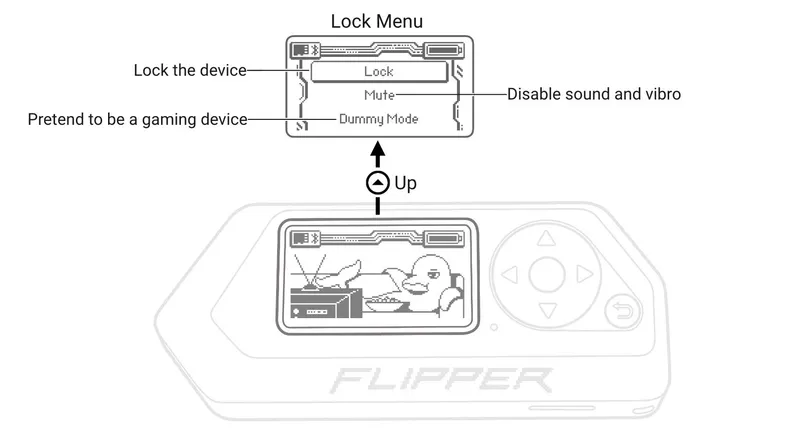 Lock Menu
Lock the device
Lock
Mute
Disable sound and vibro
Pretend to be a gaming device
Dummy Mode
Up
FLIPPER